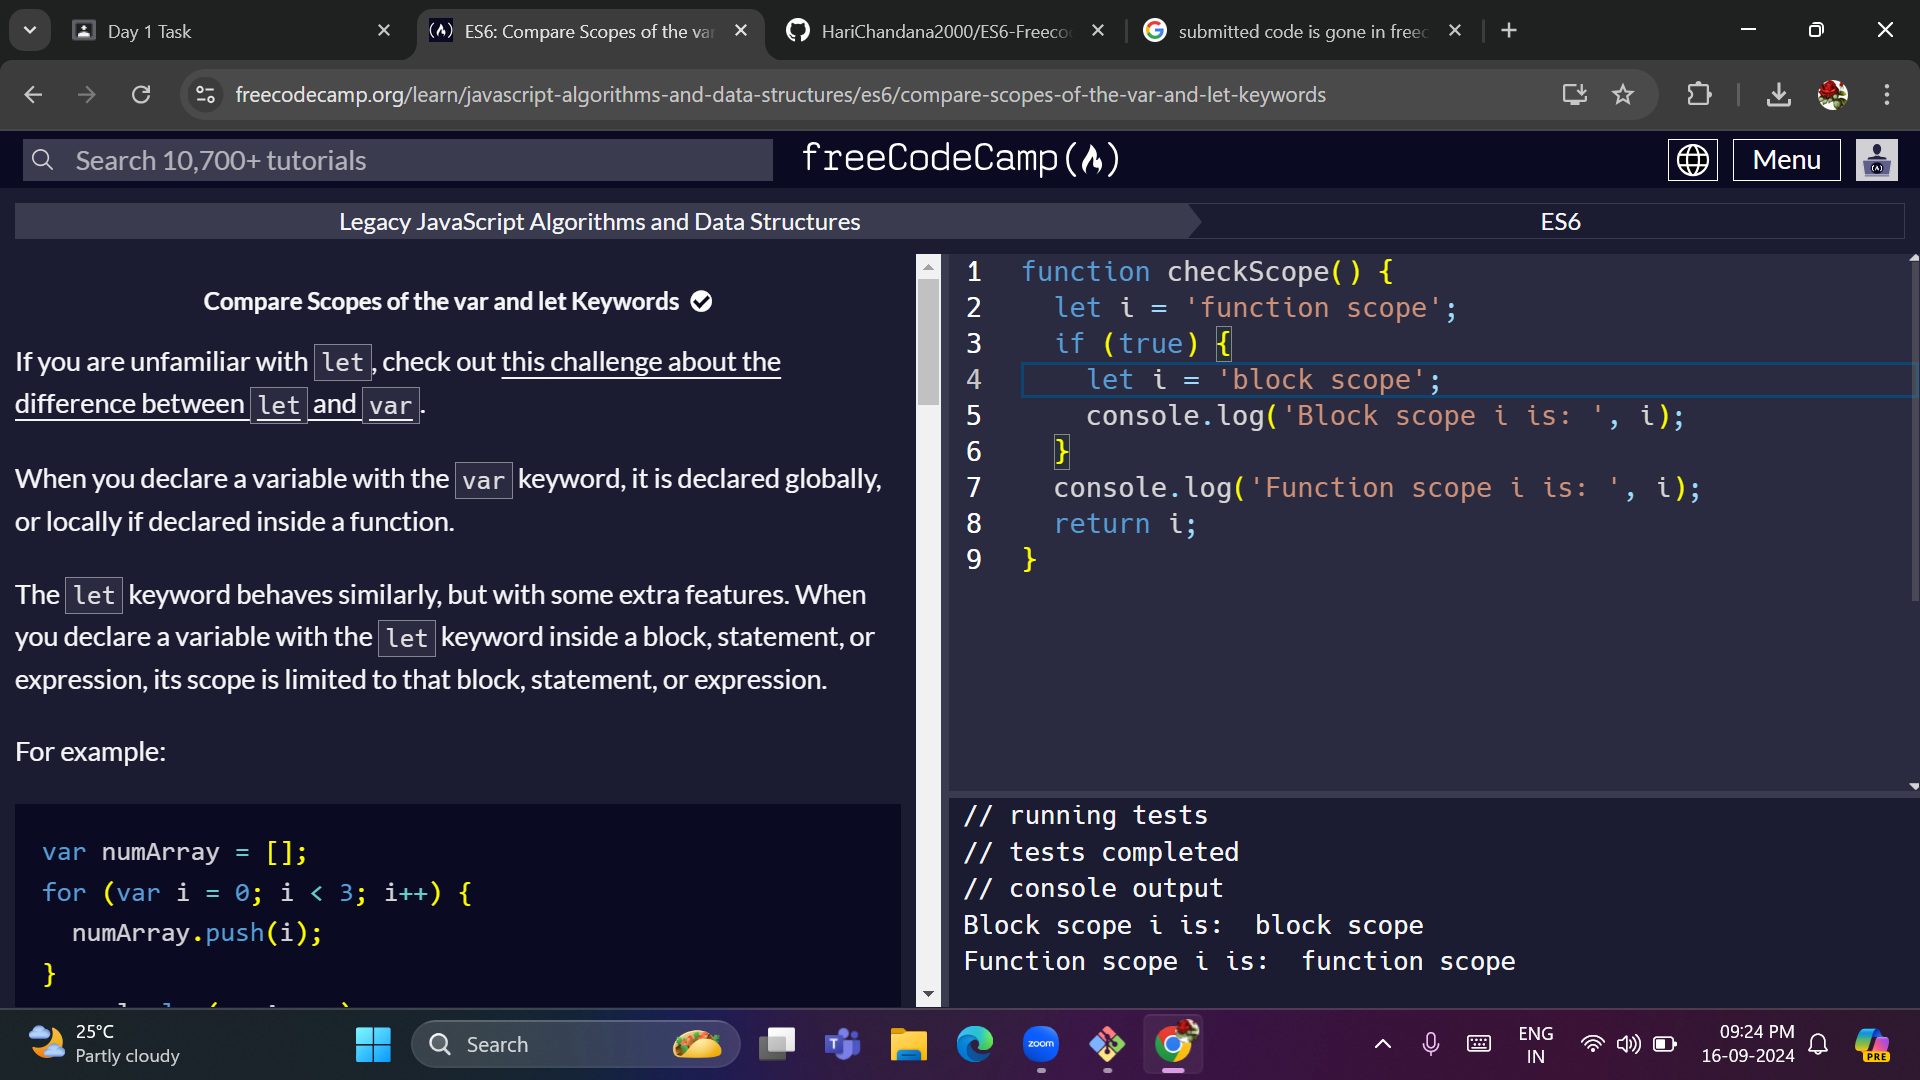 Day 1 Task
ES6: Compare Scopes of the va
HariChandana2000/ES6-Freeco
submitted code is gone in freec
freecodecamp.org/learn/javascript-algorithms-and-data-structures/es6/compare-scopes-of-the-var-and-let-keywords
Search 10,700+ tutorials
freeCodeCamp
Menu
Legacy JavaScript Algorithms and Data Structures
ES6
Compare Scopes of the var and let Keywords
If you are unfamiliar with let, check out this challenge about the
difference between let and var.
When you declare a variable with the var keyword, it is declared globally,
or locally if declared inside a function.
The let keyword behaves similarly, but with some extra features. When
you declare a variable with the let keyword inside a block, statement, or
expression, its scope is limited to that block, statement, or expression.
For example:
var numArray = [];
for (var i = 0; i < 3; i++) {
numArray.push(i);
}
1 function checkScope() {
2 let i = 'function scope';
3 if (true) {
4 let i = 'block scope';
5 console.log('Block scope i is: ', i);
6 }
7 console.log('Function scope i is: ', i);
8 return i;
9 }
// running tests
// tests completed
// console output
Block scope i is:  block scope
Function scope i is:  function scope
25°C
Partly cloudy
Search
zoom
ENG
IN
09:24 PM
16-09-2024
PRE